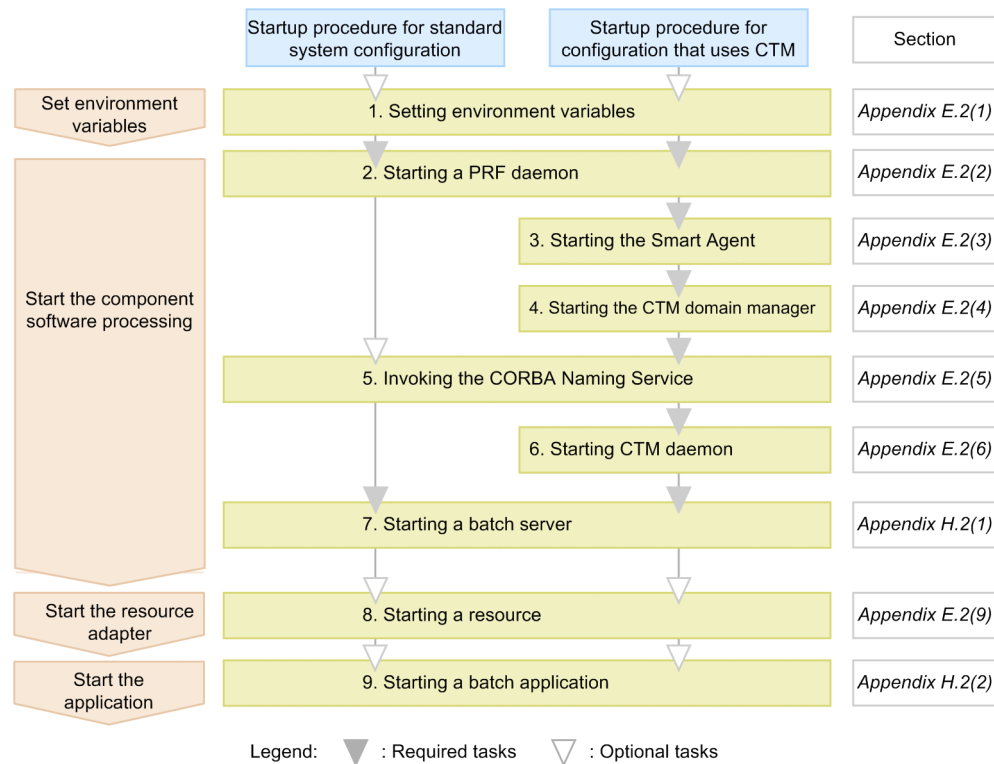 Startup procedure for standard
system configuration
Startup procedure for
configuration that uses CTM
Section
Set environment
variables
1. Setting environment variables
Appendix E.2(1)
2. Starting a PRF daemon
Appendix E.2(2)
3. Starting the Smart Agent
Appendix E.2(3)
Start the component
software processing
4. Starting the CTM domain manager
Appendix E.2(4)
5. Invoking the CORBA Naming Service
Appendix E.2(5)
6. Starting CTM daemon
Appendix E.2(6)
7. Starting a batch server
Appendix H.2(1)
Start the resource
adapter
8. Starting a resource
Appendix E.2(9)
Start the
application
9. Starting a batch application
Appendix H.2(2)
Legend: : Required tasks : Optional tasks